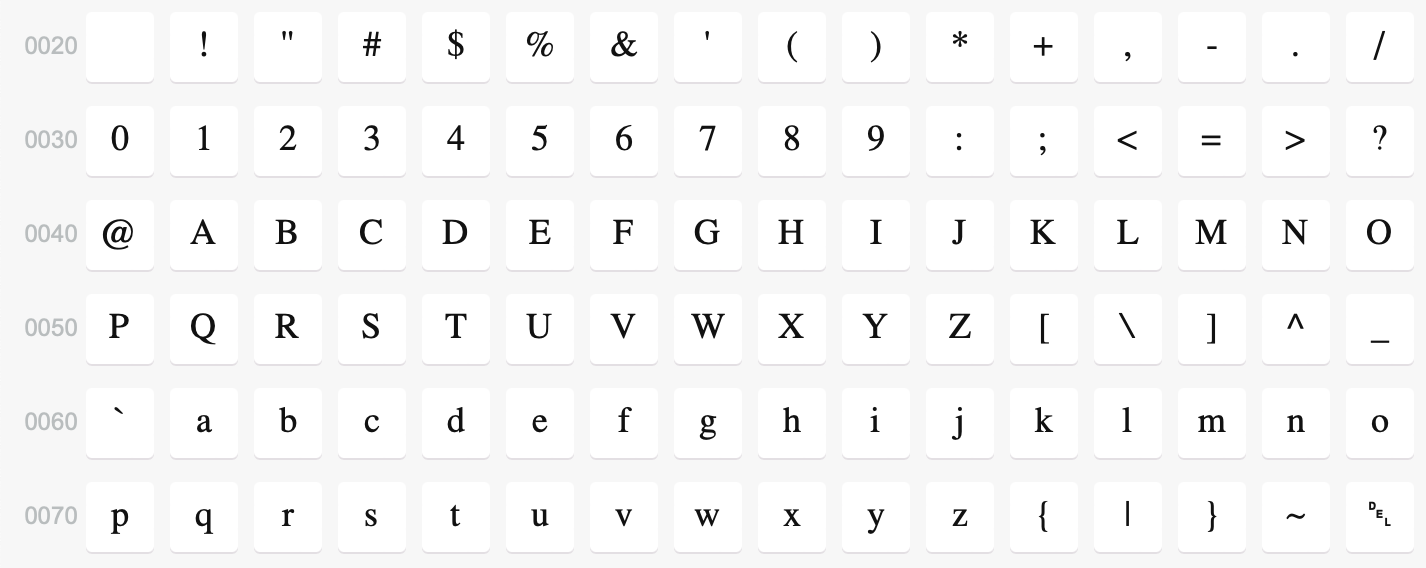 0020 ! " # $ % & ' ( ) * + , - . /
0030 0 1 2 3 4 5 6 7 8 9 : ; < = > ?
0040 @ A B C D E F G H I J K L M N O
0050 P Q R S T U V W X Y Z [ \ ] ^ _
0060 ` a b c d e f g h i j k l m n o
0070 p q r s t u v w x y z { | } ~ DEL